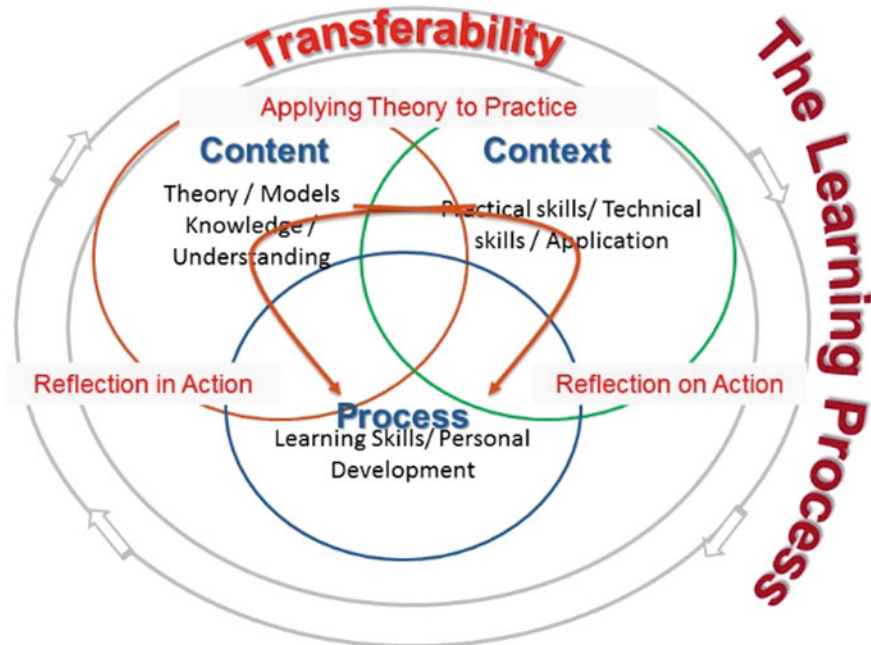 Transferability
The Learning Process
Applying Theory to Practice
Content
Context
Theory / Models
Knowledge /
Understanding
Practical skills/ Technical
skills / Application
Reflection in Action
Reflection on Action
Process
Learning Skills/ Personal
Development